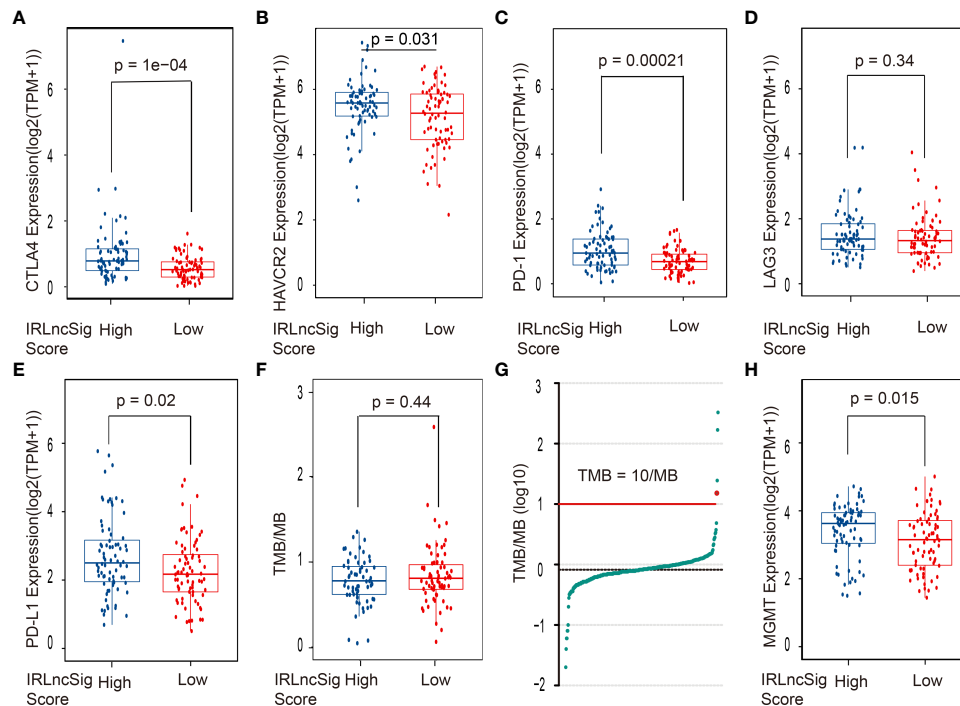 A
CTLA4 Expression(log2(TPM+1))
6
4
2
0
p = 1e−04
IRLncSig
Score
High
Low
B
HAVCR2 Expression(log2(TPM+1))
6
4
2
0
p = 0.031
High
Low
IRLncSig
Score
C
PD-1 Expression(log2(TPM+1))
6
4
2
0
p = 0.00021
High
Low
IRLncSig
Score
D
LAG3 Expression(log2(TPM+1))
6
4
2
0
p = 0.34
High
Low
IRLncSig
Score
E
PD-L1 Expression(log2(TPM+1))
6
4
2
0
p = 0.02
IRLncSig
Score
High
Low
F
TMB/MB
3
2
1
0
p = 0.44
IRLncSig
Score
High
Low
G
TMB/MB (log10)
3
2
1
0
−1
−2
TMB = 10/MB
H
MGMT Expression(log2(TPM+1))
6
4
2
0
p = 0.015
IRLncSig
Score
High
Low